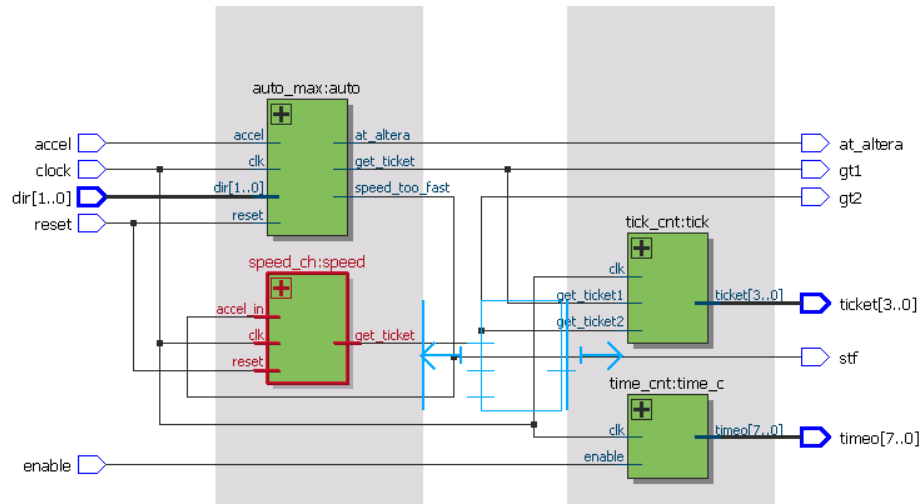 auto_max:auto
accel
clock
dir[1..0]
reset
accel
clk
dir[1..0]
reset
at_altera
get_ticket
speed_too_fast
at_altera
gt1
gt2
speed_ch:speed
accel_in
clk
reset
get_ticket
tick_cnt:tick
clk
get_ticket1
get_ticket2
ticket[3..0]
ticket[3..0]
stf
time_cnt:time_c
clk
enable
timeo[7..0]
timeo[7..0]
enable